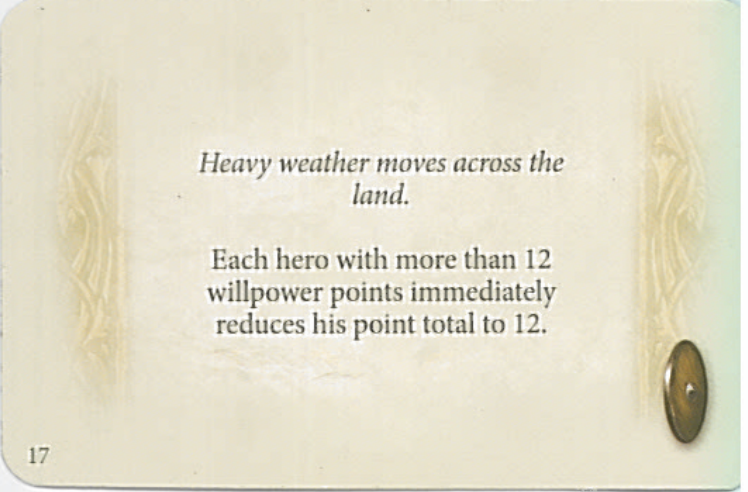 Heavy weather moves across the
land.
Each hero with more than 12
willpower points immediately
reduces his point total to 12.
17